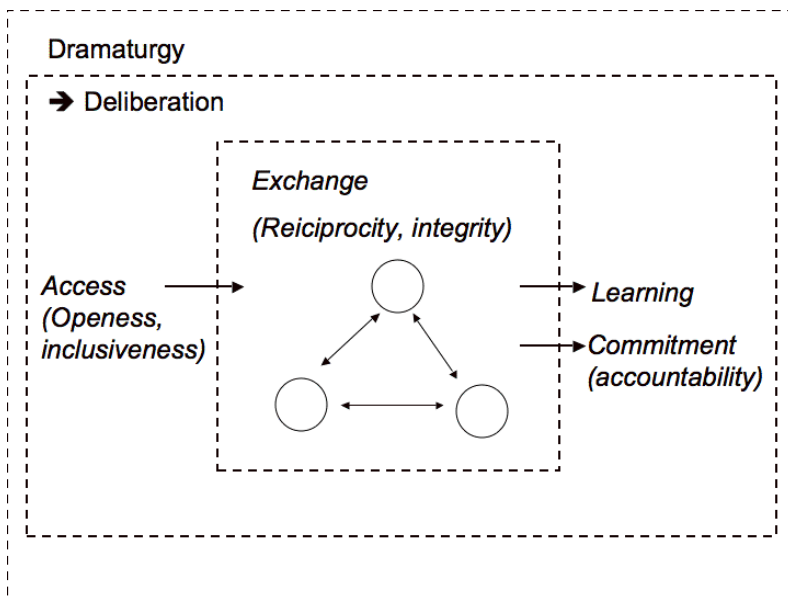 Dramaturgy
➔ Deliberation
Exchange
(Reiciprocity, integrity)
Access
(Openess,
inclusiveness)
Learning
Commitment
(accountability)